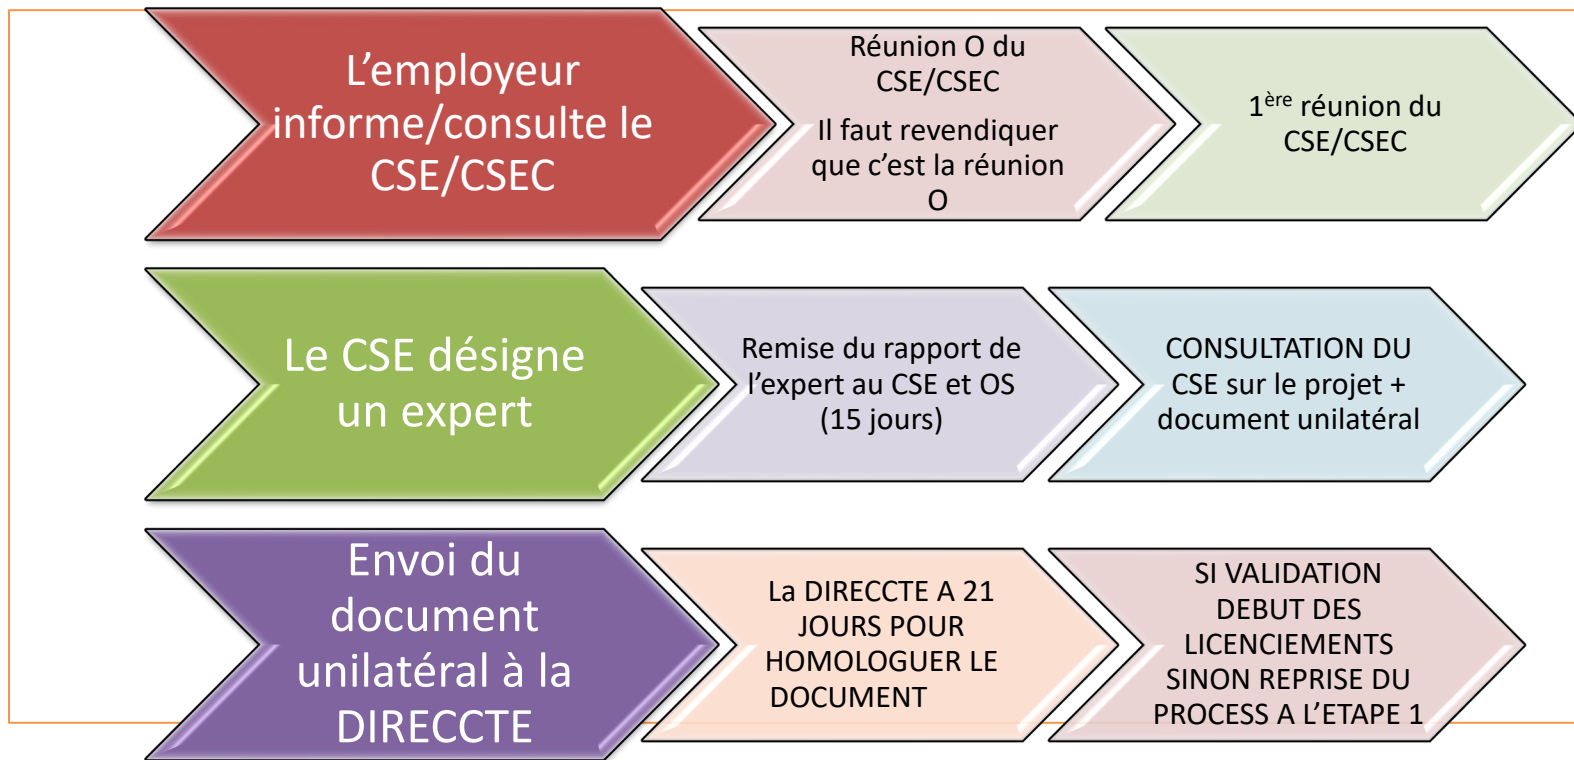 L’employeur
informe/consulte le
CSE/CSEC
Réunion O du
CSE/CSEC
Il faut revendiquer
que c’est la réunion
O
1ère réunion du
CSE/CSEC
Le CSE désigne
un expert
Remise du rapport de
l’expert au CSE et OS
(15 jours)
CONSULTATION DU
CSE sur le projet +
document unilatéral
Envoi du
document
unilatéral à la
DIRECCTE
La DIRECCTE A 21
JOURS POUR
HOMOLOGUER LE
DOCUMENT
SI VALIDATION
DEBUT DES
LICENCIEMENTS
SINON REPRISE DU
PROCESS A L’ETAPE 1